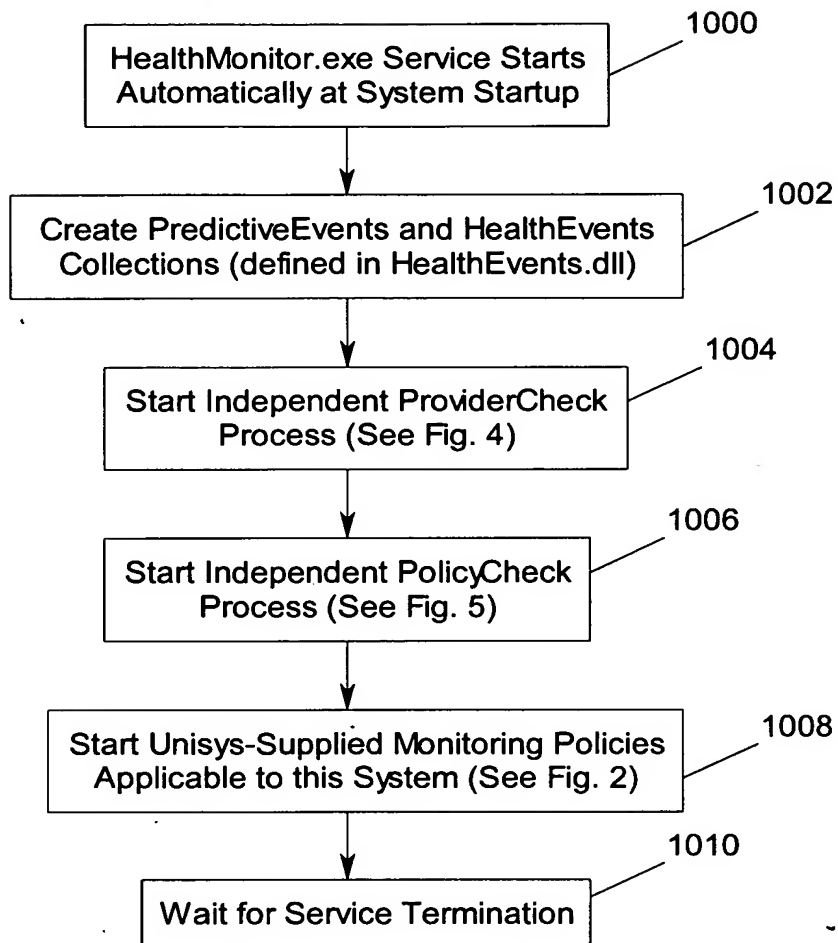 1000
HealthMonitor.exe Service Starts
Automatically at System Startup
1002
Create PredictiveEvents and HealthEvents
Collections (defined in HealthEvents.dll)
1004
Start Independent ProviderCheck
Process (See Fig. 4)
1006
Start Independent PolicyCheck
Process (See Fig. 5)
1008
Start Unisys-Supplied Monitoring Policies
Applicable to this System (See Fig. 2)
1010
Wait for Service Termination